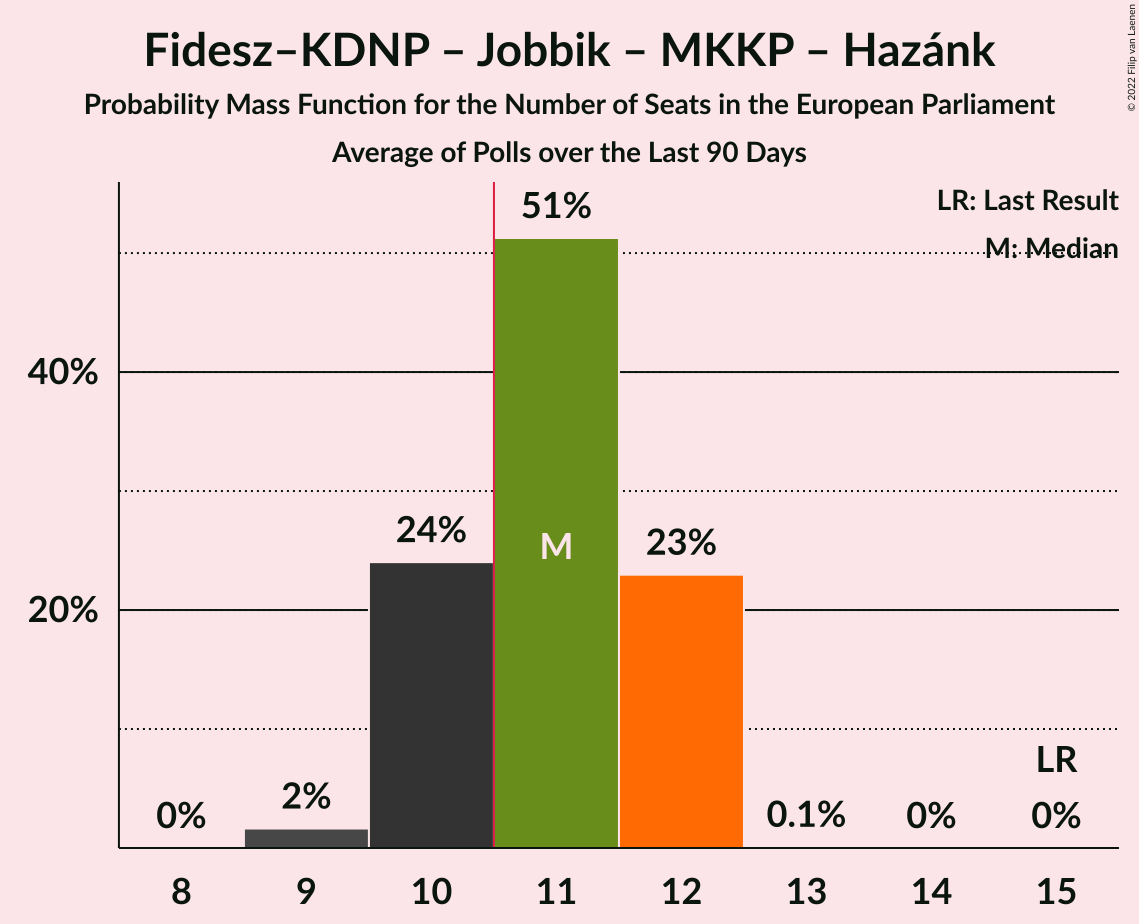 Fidesz–KDNP – Jobbik – MKKP – Hazánk
Probability Mass Function for the Number of Seats in the European Parliament
Average of Polls over the Last 90 Days
© 2022 Filip van Laenen
LR: Last Result
M: Median
51%
40%
24%
M
23%
20%
LR
0%
2%
0.1%
0%
0%
8
9
10
11
12
13
14
15